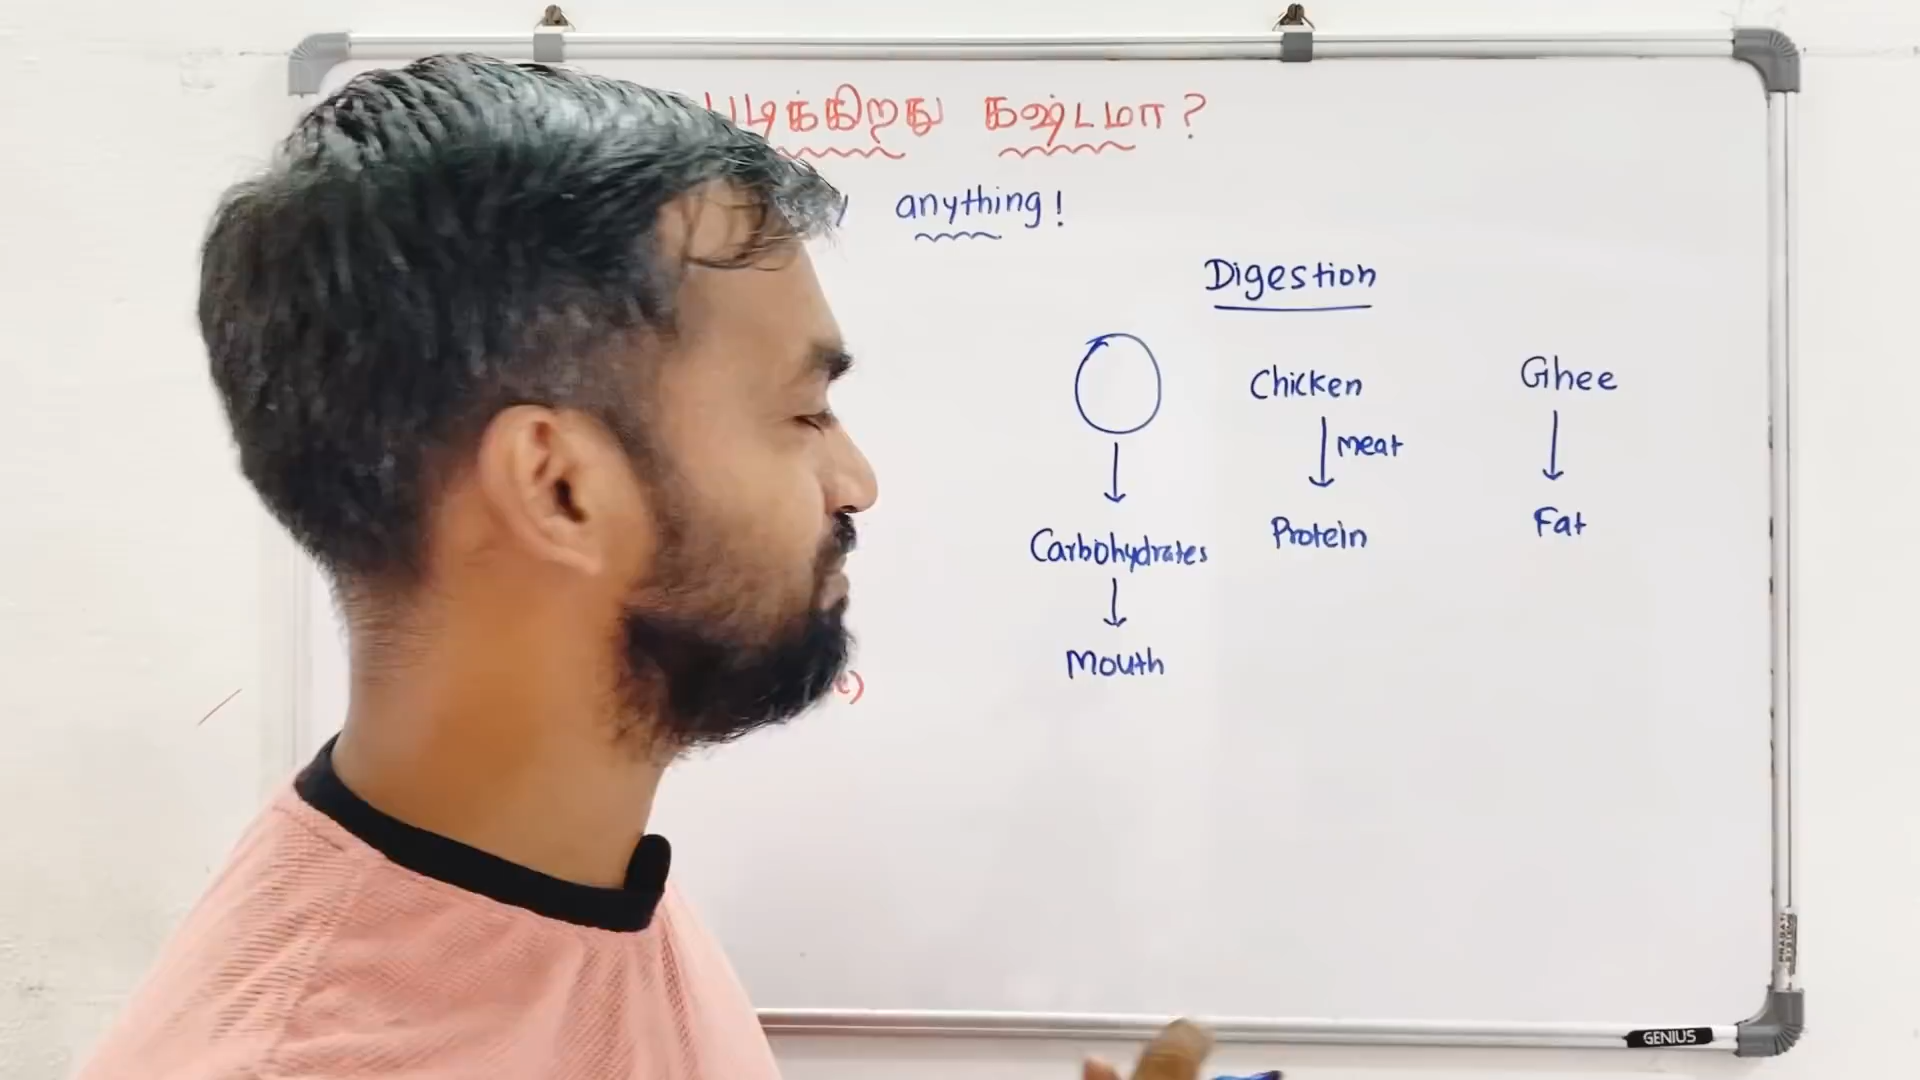 படிக்கிறது கஷ்டமா?
anything!
Digestion
Chicken Ghee
meat
Carbohydrates Protein Fat
Mouth
GENIUS